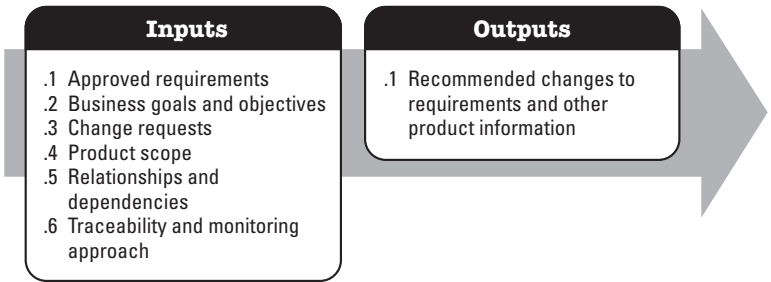 Inputs
.1 Approved requirements
.2 Business goals and objectives
.3 Change requests
.4 Product scope
.5 Relationships and
dependencies
.6 Traceability and monitoring
approach
Outputs
.1 Recommended changes to
requirements and other
product information